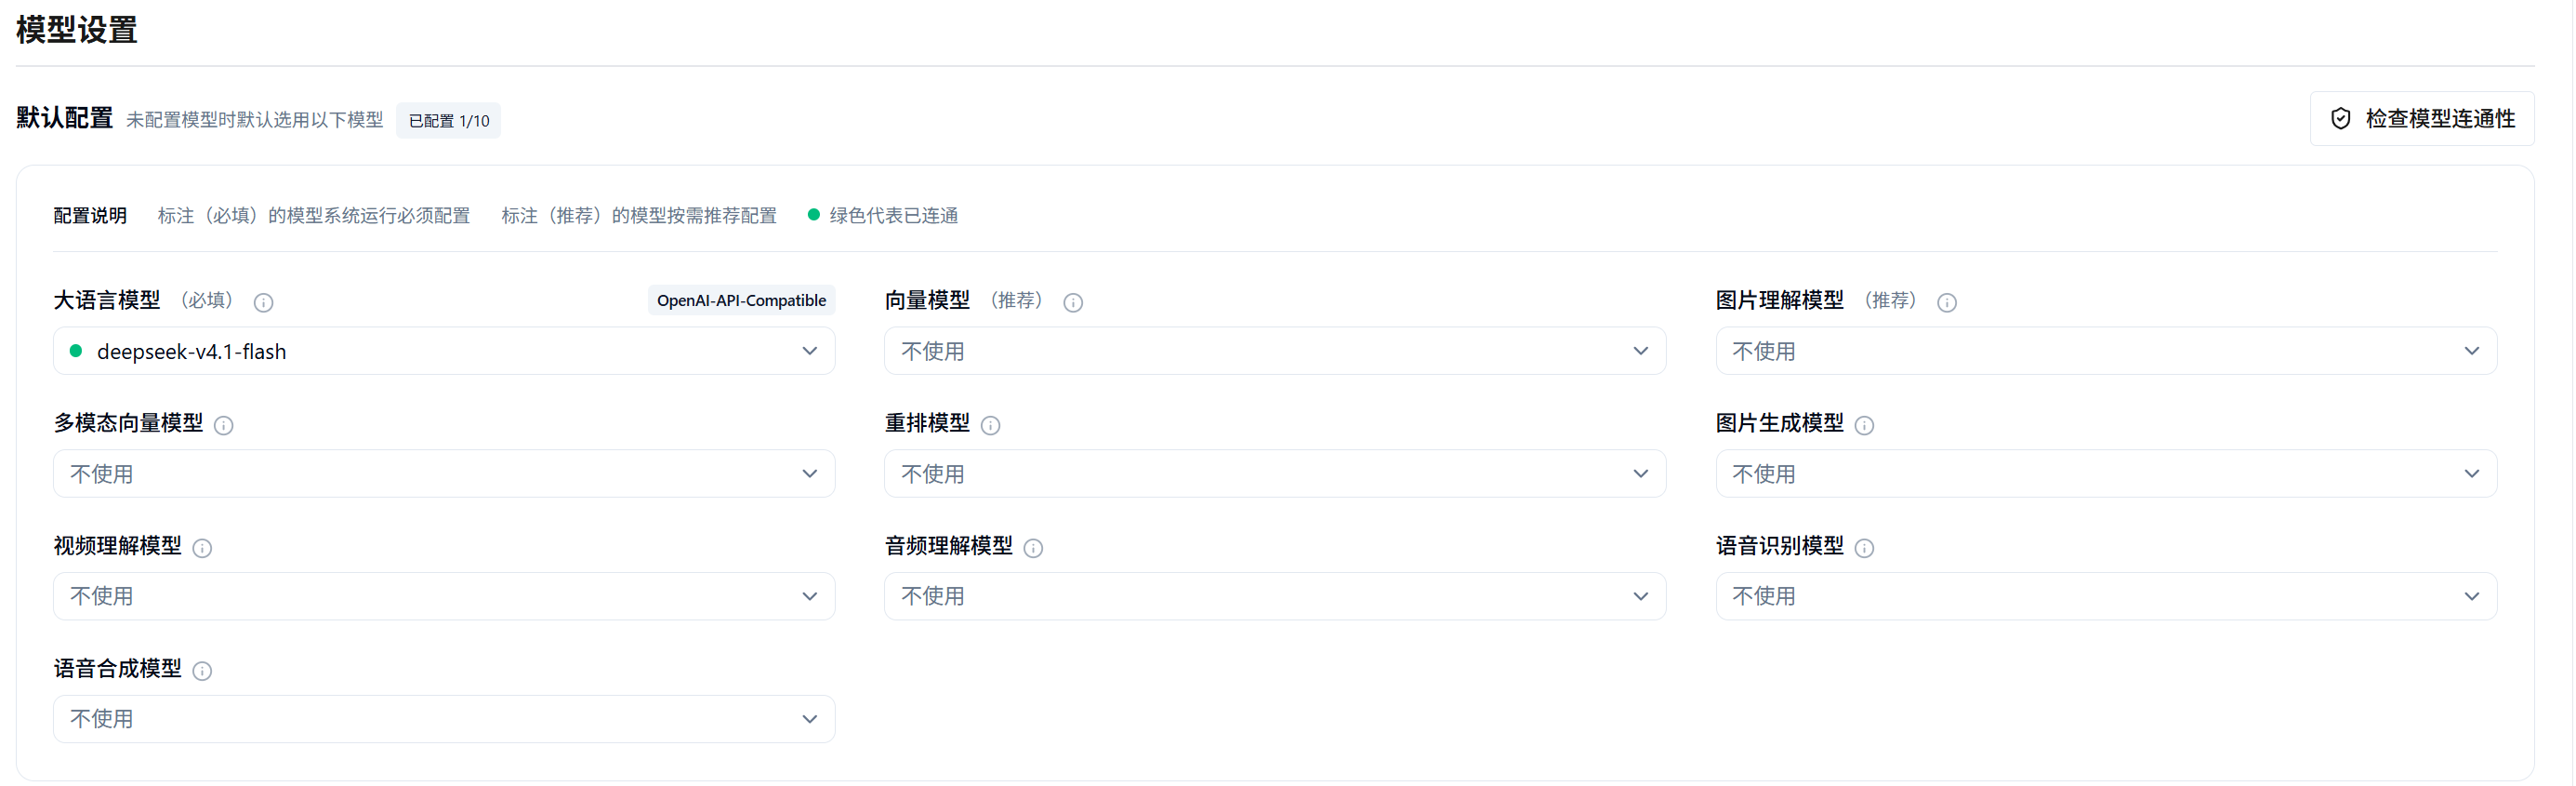 模型设置
默认配置 未配置模型时默认选用以下模型 已配置 1/10 检查模型连通性
配置说明 标注（必填）的模型系统运行必须配置 标注（推荐）的模型按需推荐配置 绿色代表已连通
大语言模型 （必填） OpenAI-API-Compatible 向量模型 （推荐） 图片理解模型 （推荐）
deepseek-v4.1-flash 不使用 不使用
多模态向量模型 重排模型 图片生成模型
不使用 不使用 不使用
视频理解模型 音频理解模型 语音识别模型
不使用 不使用 不使用
语音合成模型
不使用